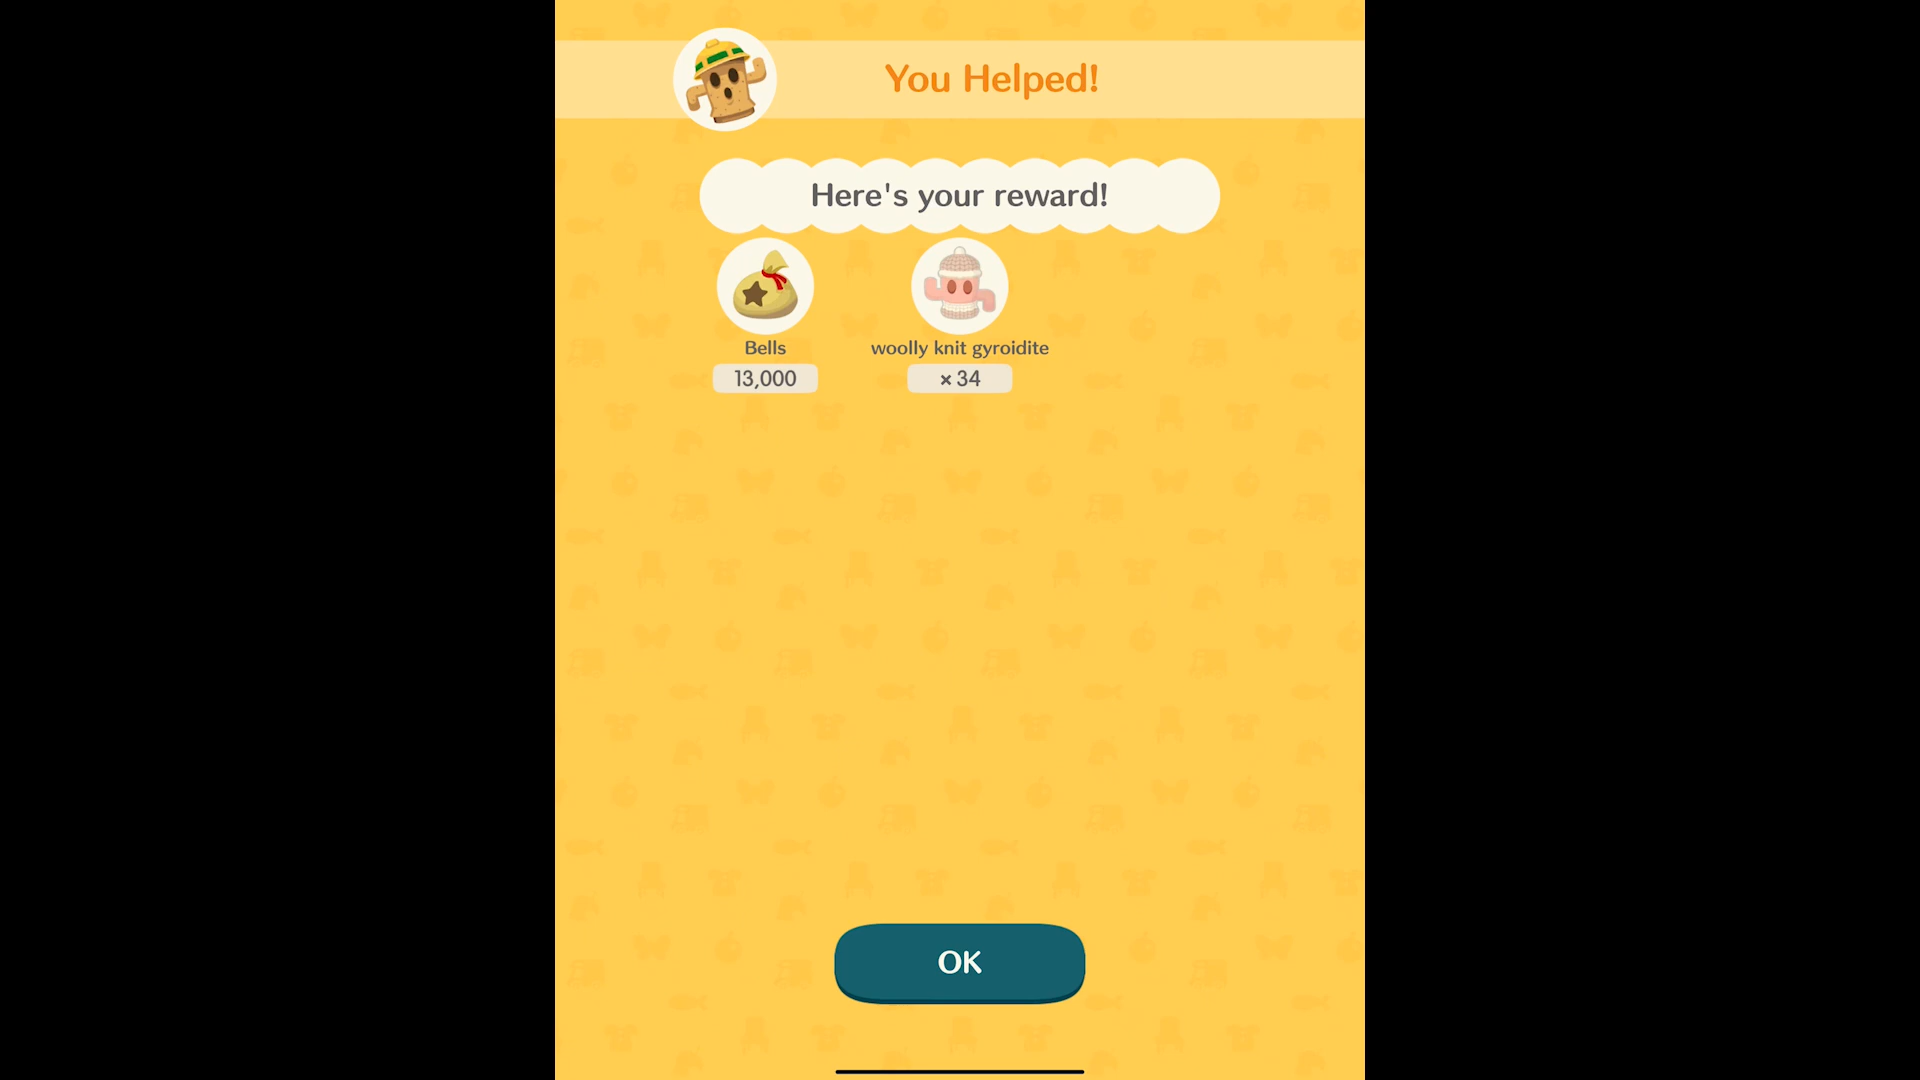 You Helped!
Here's your reward!
Bells
woolly knit gyroidite
13,000
×34
OK